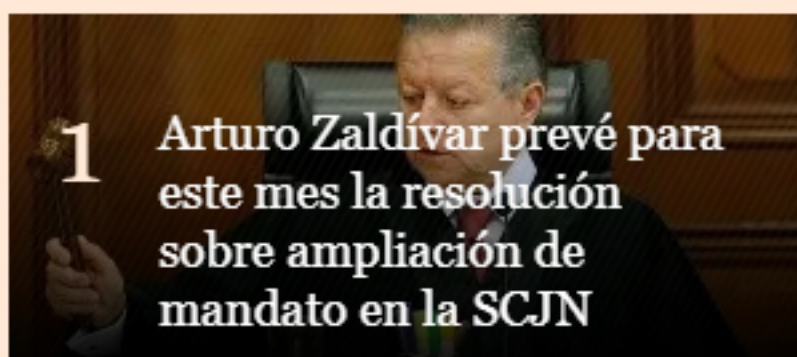 1
Arturo Zaldívar prevé para
este mes la resolución
sobre ampliación de
mandato en la SCJN